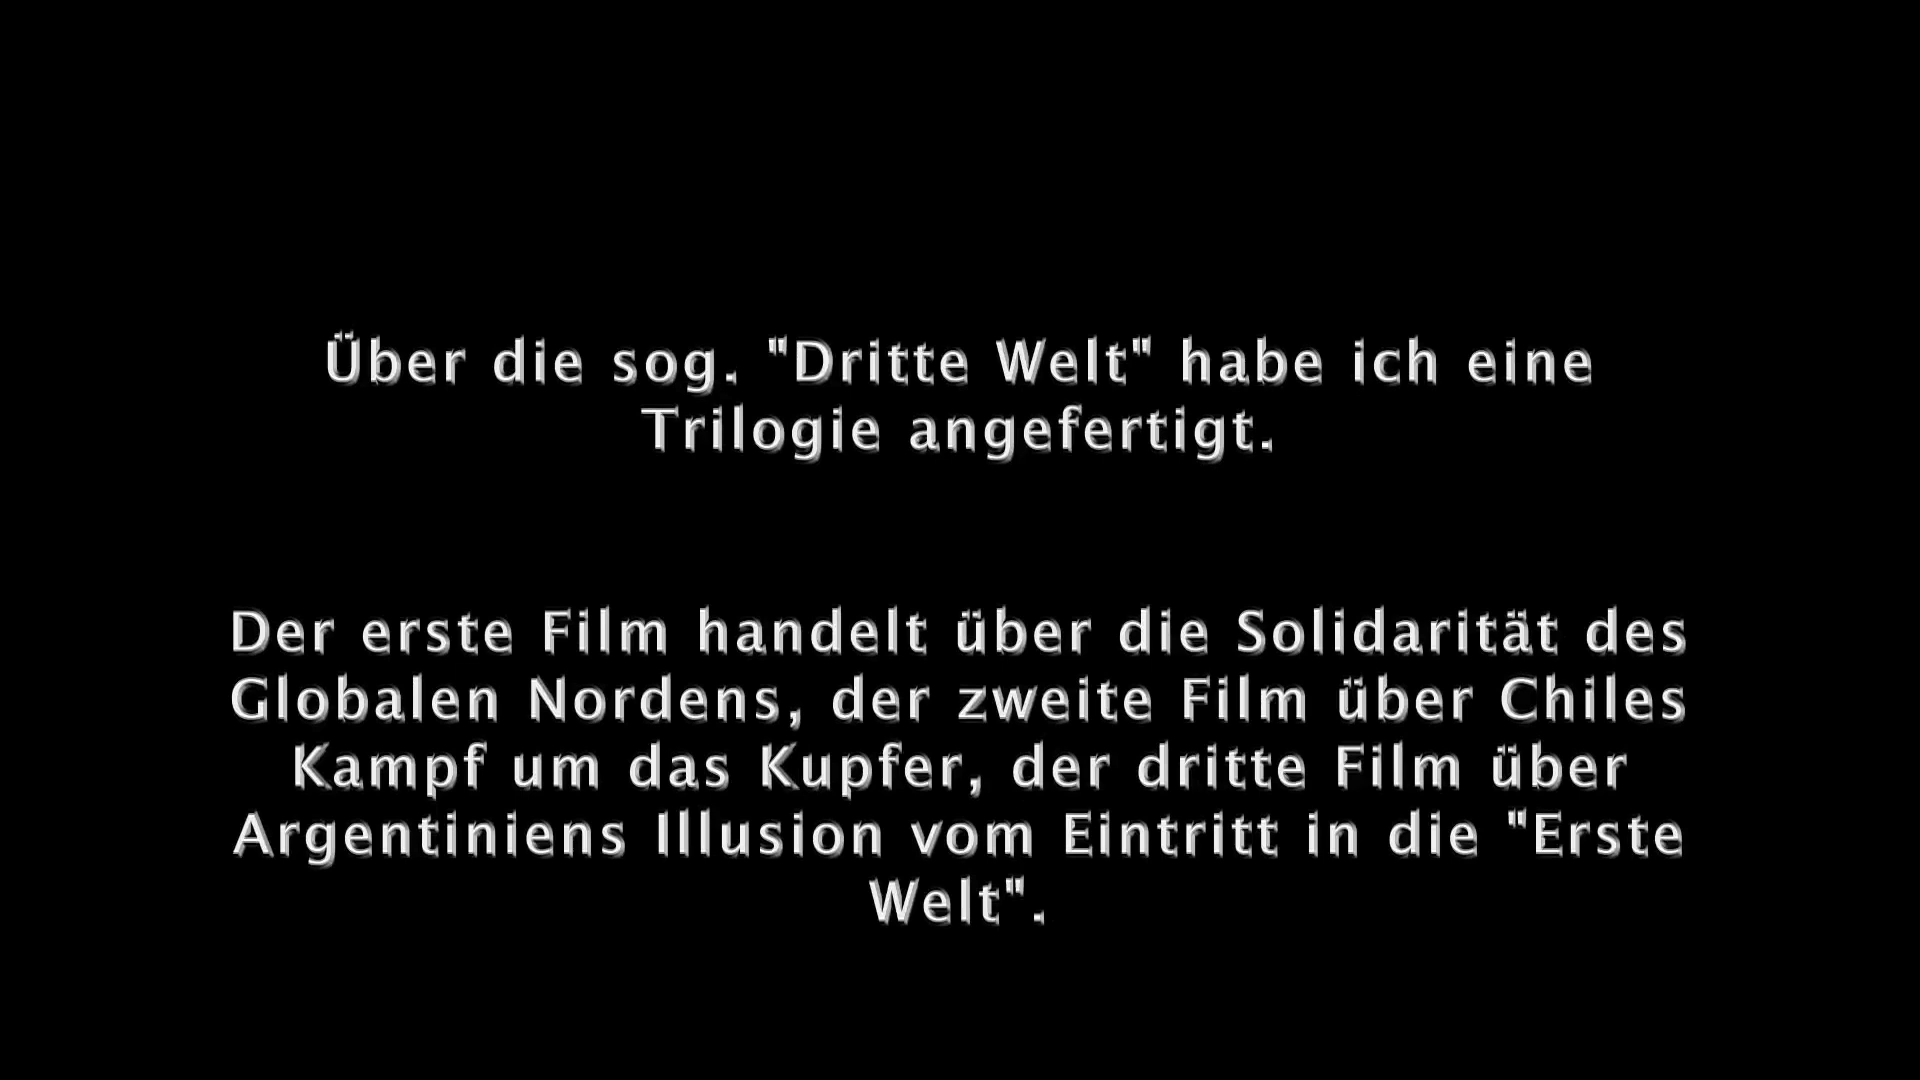 Über die sog. "Dritte Welt" habe ich eine
Trilogie angefertigt.
Der erste Film handelt über die Solidarität des
Globalen Nordens, der zweite Film über Chiles
Kampf um das Kupfer, der dritte Film über
Argentiniens Illusion vom Eintritt in die "Erste
Welt".